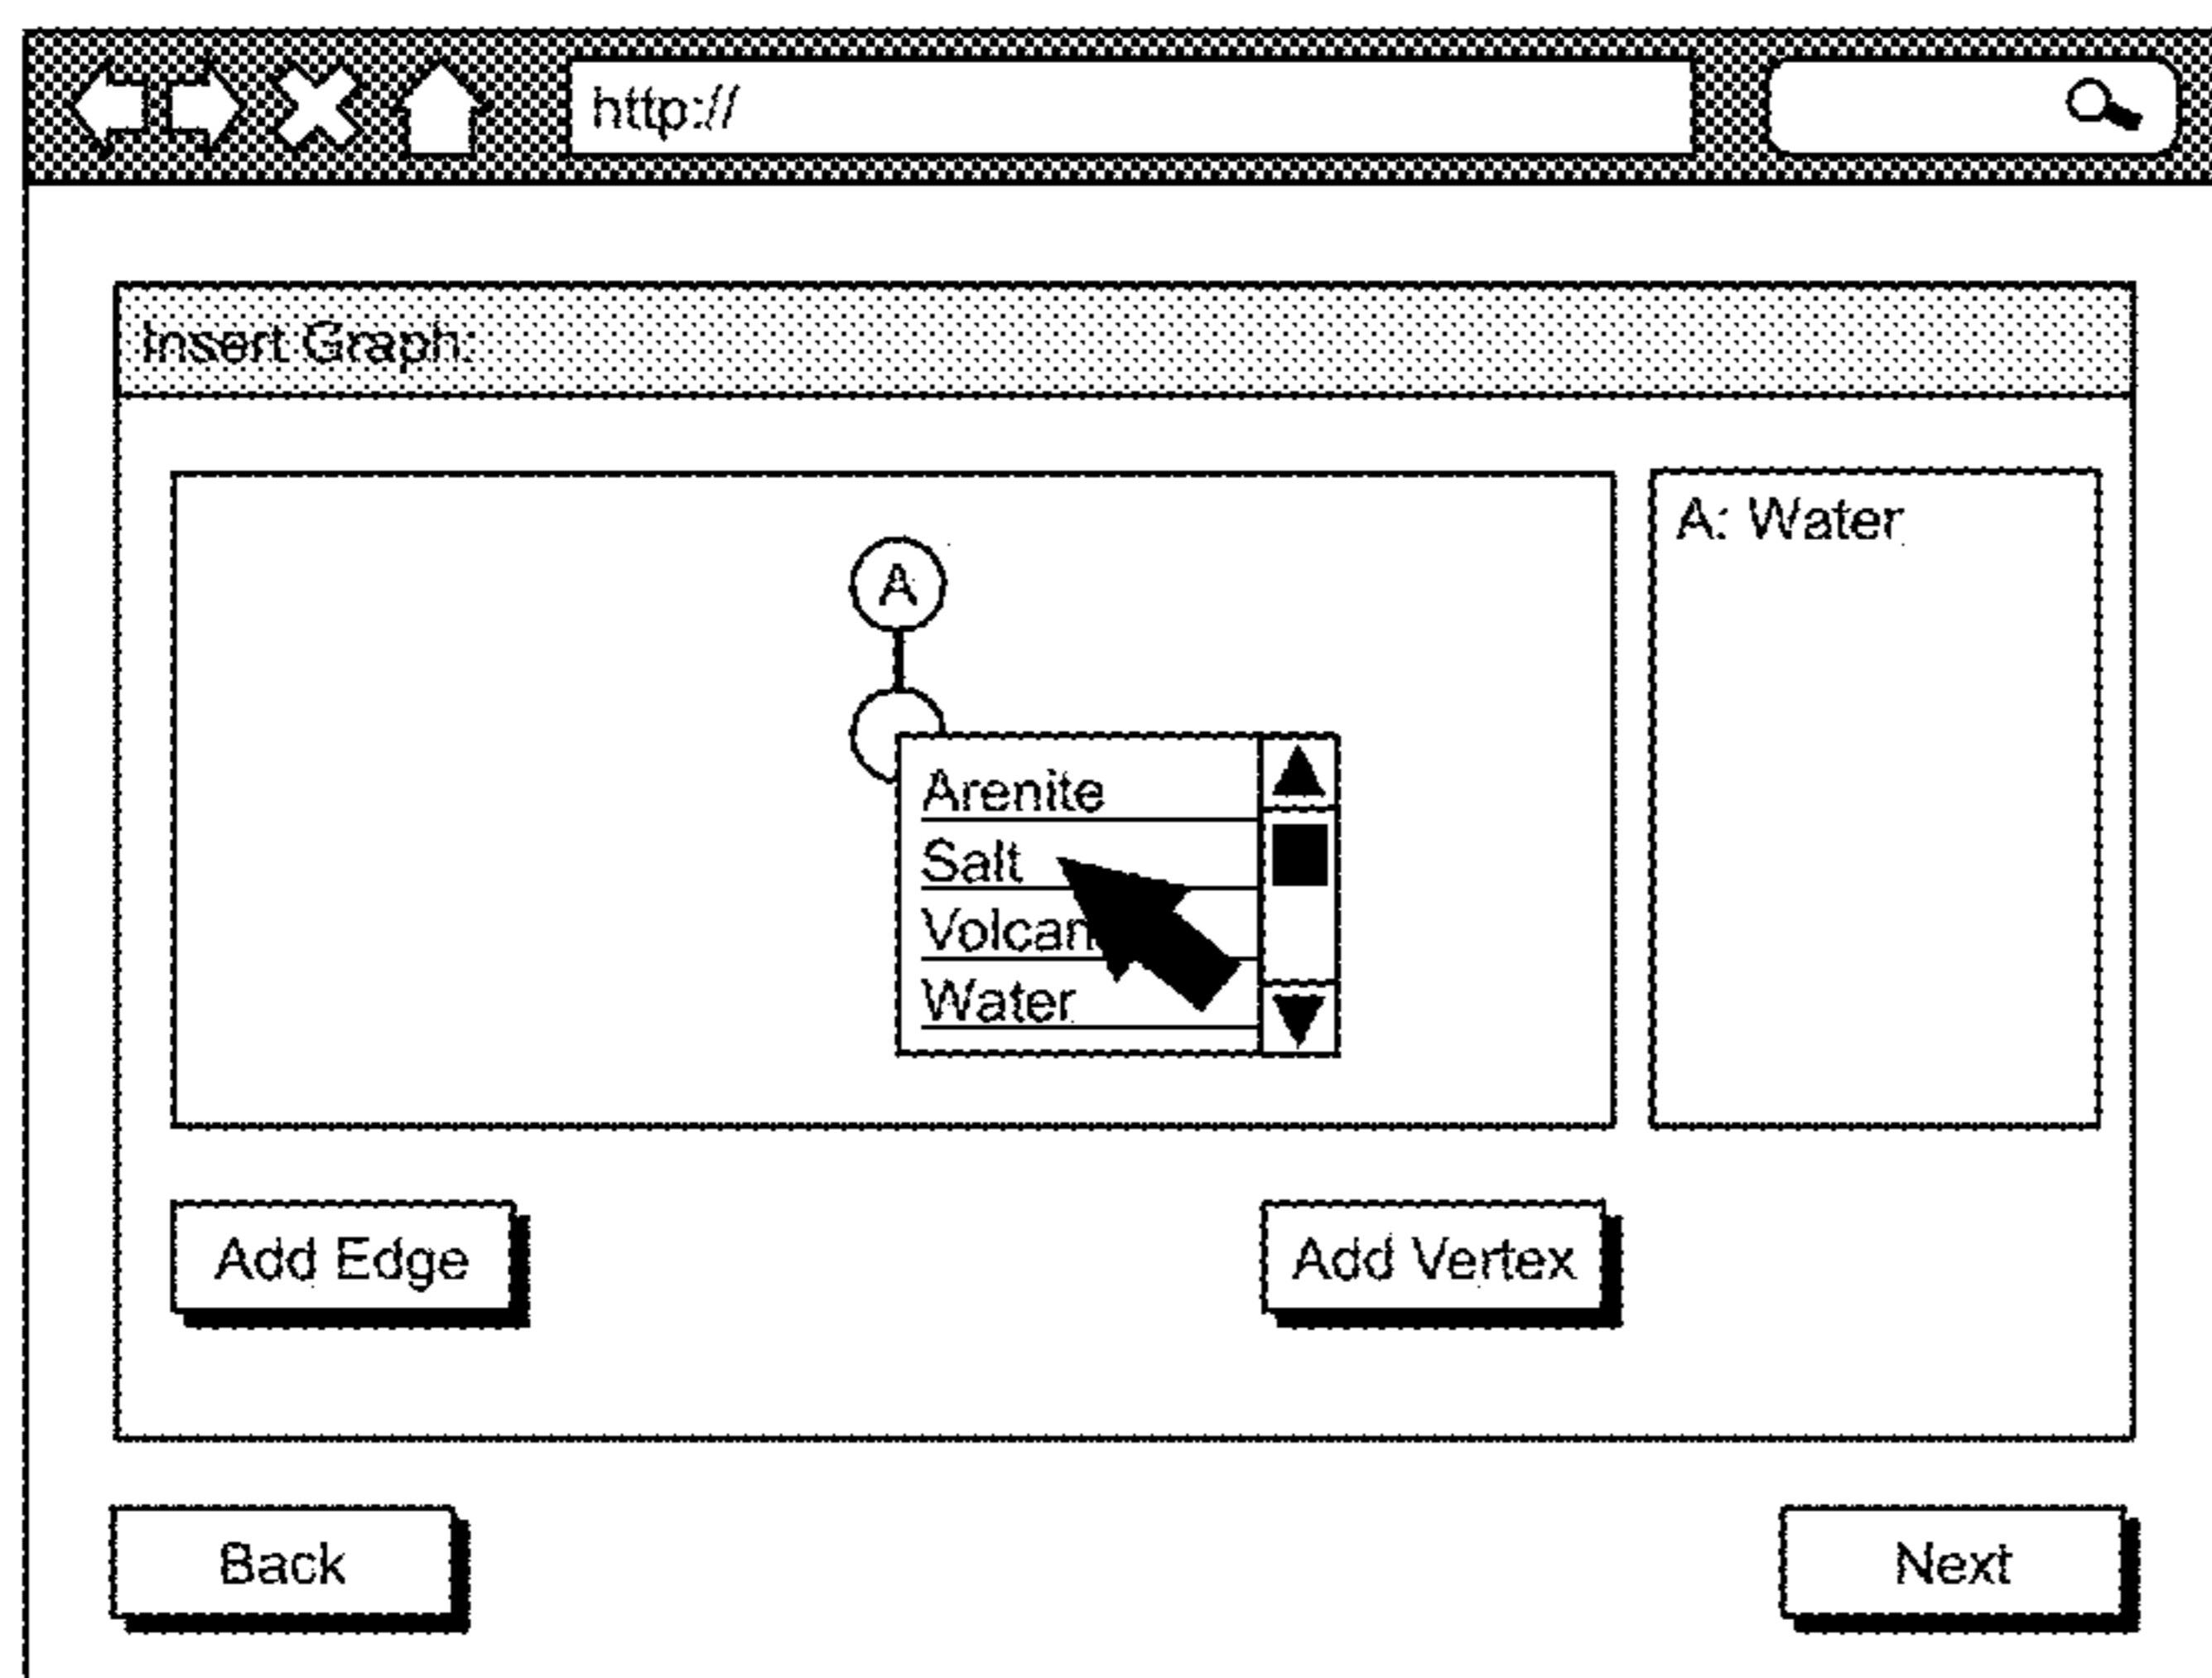 http://
Insert Graph:
A: Water
A
Arenite
Salt
Water
Add Edge
Add Vertex
Back
Next